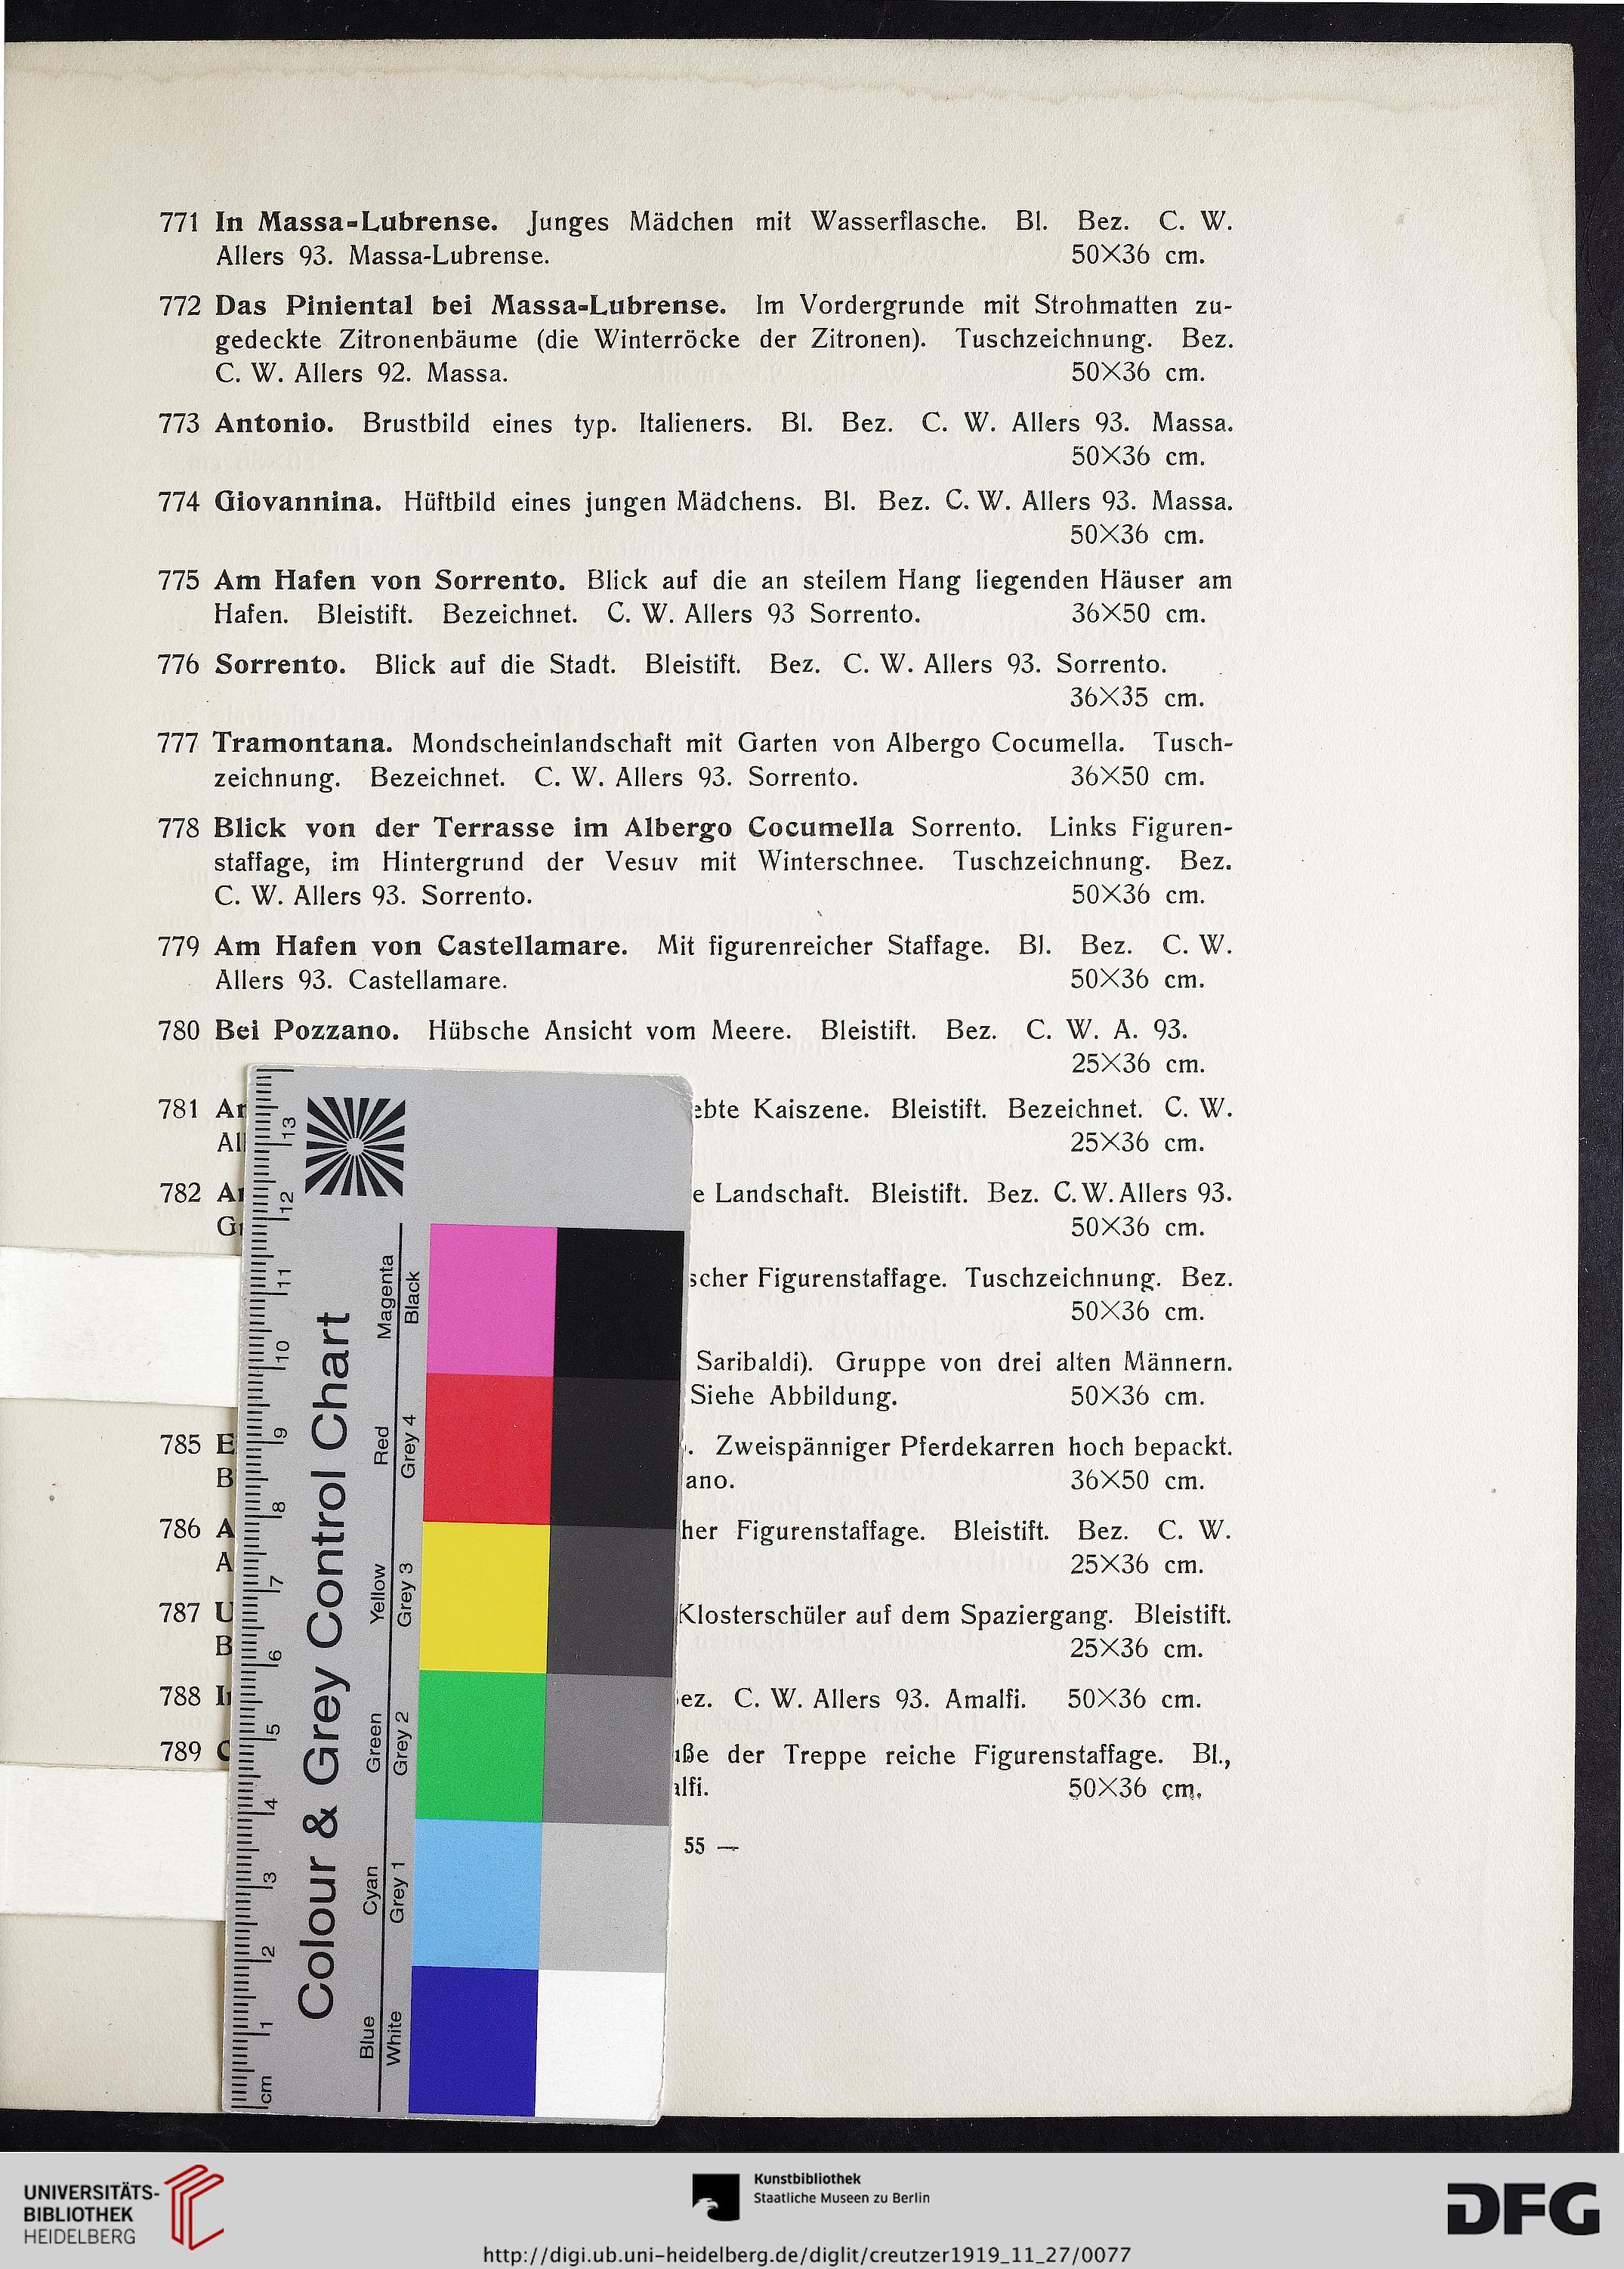 771 In Massa-Lubrense. Junges Mädchen mit Wasserflasche. Bl. Bez. C. W.
Allers 93. Massa-Lubrense. 50×36 cm.
772 Das Piniental bei Massa-Lubrense. Im Vordergrunde mit Strohmatten zu-
gedeckte Zitronenbäume (die Winterröcke der Zitronen). Tuschzeichnung. Bez.
C. W. Allers 92. Massa. 50×36 cm.
773 Antonio. Brustbild eines typ. Italieners. Bl. Bez. C. W. Allers 93. Massa.
50×36 cm.
774 Giovannina. Hüftbild eines jungen Mädchens. Bl. Bez. C. W. Allers 93. Massa.
50×36 cm.
775 Am Hafen von Sorrento. Blick auf die an steilem Hang liegenden Häuser am
Hafen. Bleistift. Bezeichnet. C. W. Allers 93 Sorrento. 36×50 cm.
776 Sorrento. Blick auf die Stadt. Bleistift. Bez. C. W. Allers 93. Sorrento.
36×35 cm.
777 Tramontana. Mondscheinlandschaft mit Garten von Albergo Cocumella. Tusch-
zeichnung. Bezeichnet. C. W. Allers 93. Sorrento. 36×50 cm.
778 Blick von der Terrasse im Albergo Cocumella Sorrento. Links Figuren-
staffage, im Hintergrund der Vesuv mit Winterschnee. Tuschzeichnung. Bez.
C. W. Allers 93. Sorrento. 50×36 cm.
779 Am Hafen von Castellamare. Mit figurenreicher Staffage. Bl. Bez. C. W.
Allers 93. Castellamare. 50×36 cm.
780 Bei Pozzano. Hübsche Ansicht vom Meere. Bleistift. Bez. C. W. A. 93.
25×36 cm.
781 Kaiszene. Bleistift. Bezeichnet. C. W.
25×36 cm.
782 Landschaft. Bleistift. Bez. C. W. Allers 93.
50×36 cm.
Figurenstaffage. Tuschzeichnung. Bez.
50×36 cm.
Saribaldi). Gruppe von drei alten Männern.
Siehe Abbildung. 50×36 cm.
785 Zweispänniger Pferdekarren hoch bepackt.
ano. 36×50 cm.
786 Figurenstaffage. Bleistift. Bez. C. W.
25×36 cm.
787 Klosterschüler auf dem Spaziergang. Bleistift.
25×36 cm.
788 C. W. Allers 93. Amalfi. 50×36 cm.
789 der Treppe reiche Figurenstaffage. Bl.,
alfi. 50×36 cm.
55 —
Colour & Grey Control Chart
Magenta Black
Red Grey 4
Yellow Grey 3
Green Grey 2
Cyan Grey 1
Blue White
cm 1 2 3 4 5 6 7 8 9 10 11 12 13
UNIVERSITÄTS-
BIBLIOTHEK
HEIDELBERG
Kunstbibliothek
Staatliche Museen zu Berlin
DFG
http://digi.ub.uni-heidelberg.de/diglit/creutzer1919_11_27/0077